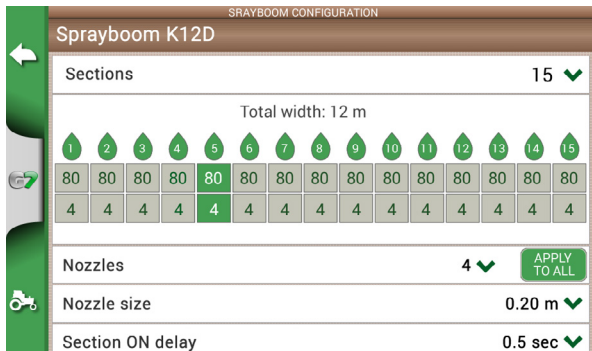 SRAYBOOM CONFIGURATION
Sprayboom K12D
Sections 15
Total width: 12 m
1 2 3 4 5 6 7 8 9 10 11 12 13 14 15
80 80 80 80 80 80 80 80 80 80 80 80 80 80 80
4 4 4 4 4 4 4 4 4 4 4 4 4 4 4
G7
Nozzles 4 APPLY TO ALL
Nozzle size 0.20 m
Section ON delay 0.5 sec